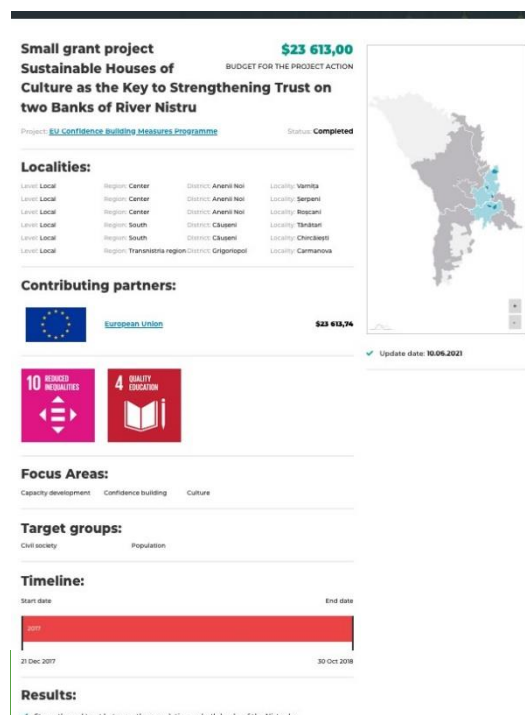 Small grant project
Sustainable Houses of
Culture as the Key to Strengthening Trust on
two Banks of River Nistru
$23 613,00
BUDGET FOR THE PROJECT ACTION
Project: EU Confidence Building Measures Programme Status: Completed
Localities:
Level: Local Region: Center District: Anenii Noi Locality: Varnița
Level: Local Region: Center District: Anenii Noi Locality: Șerpeni
Level: Local Region: Center District: Anenii Noi Locality: Roșcani
Level: Local Region: South District: Căușeni Locality: Tănătari
Level: Local Region: South District: Căușeni Locality: Chircăiești
Level: Local Region: Transnistria region District: Grigoriopol Locality: Carmanova
Contributing partners:
European Union $23 613,74
10 REDUCED
INEQUALITIES
4 QUALITY
EDUCATION
Focus Areas:
Capacity development Confidence building Culture
Target groups:
Civil society Population
Timeline:
Start date End date
2017
21 Dec 2017 30 Oct 2018
Results:
+
-
Update date: 10.06.2021